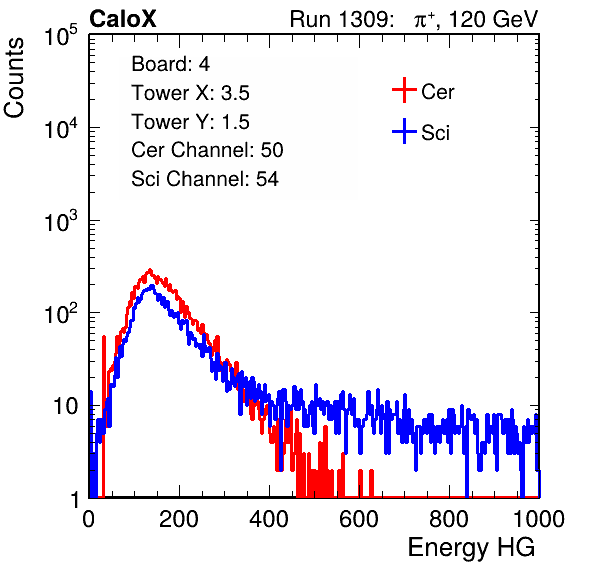 CaloX Run 1309: π⁺, 120 GeV
Counts
10⁵
10⁴
10³
10²
10
1
Board: 4
Tower X: 3.5
Tower Y: 1.5
Cer Channel: 50
Sci Channel: 54
Cer
Sci
0 200 400 600 800 1000
Energy HG